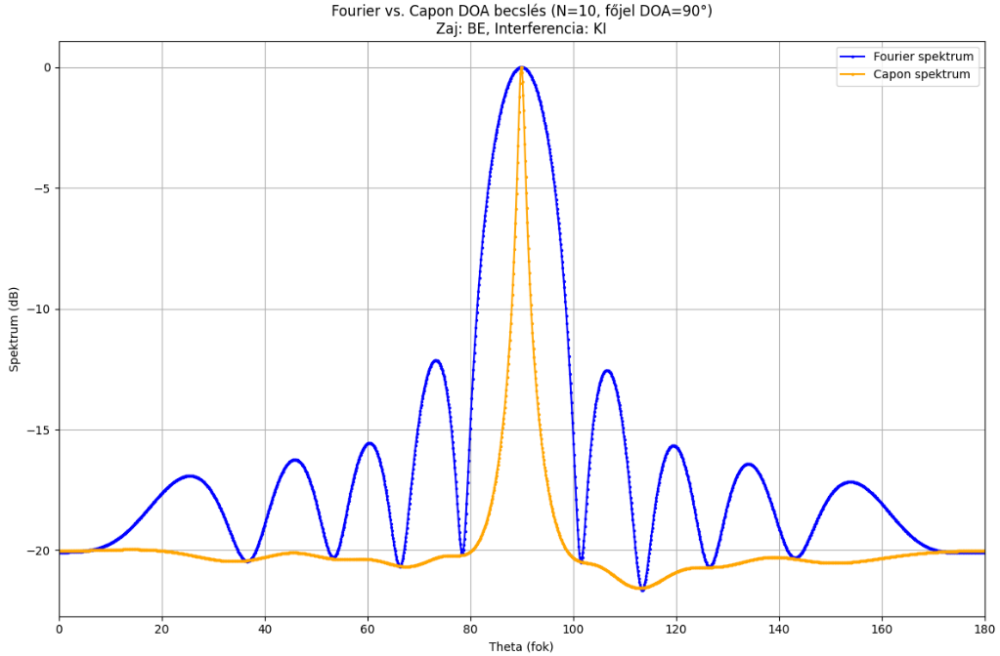 Fourier vs. Capon DOA becslés (N=10, főjel DOA=90°)
Zaj: BE, Interferencia: KI
Fourier spektrum
Capon spektrum
Spektrum (dB)
0
−5
−10
−15
−20
0 20 40 60 80 100 120 140 160 180
Theta (fok)